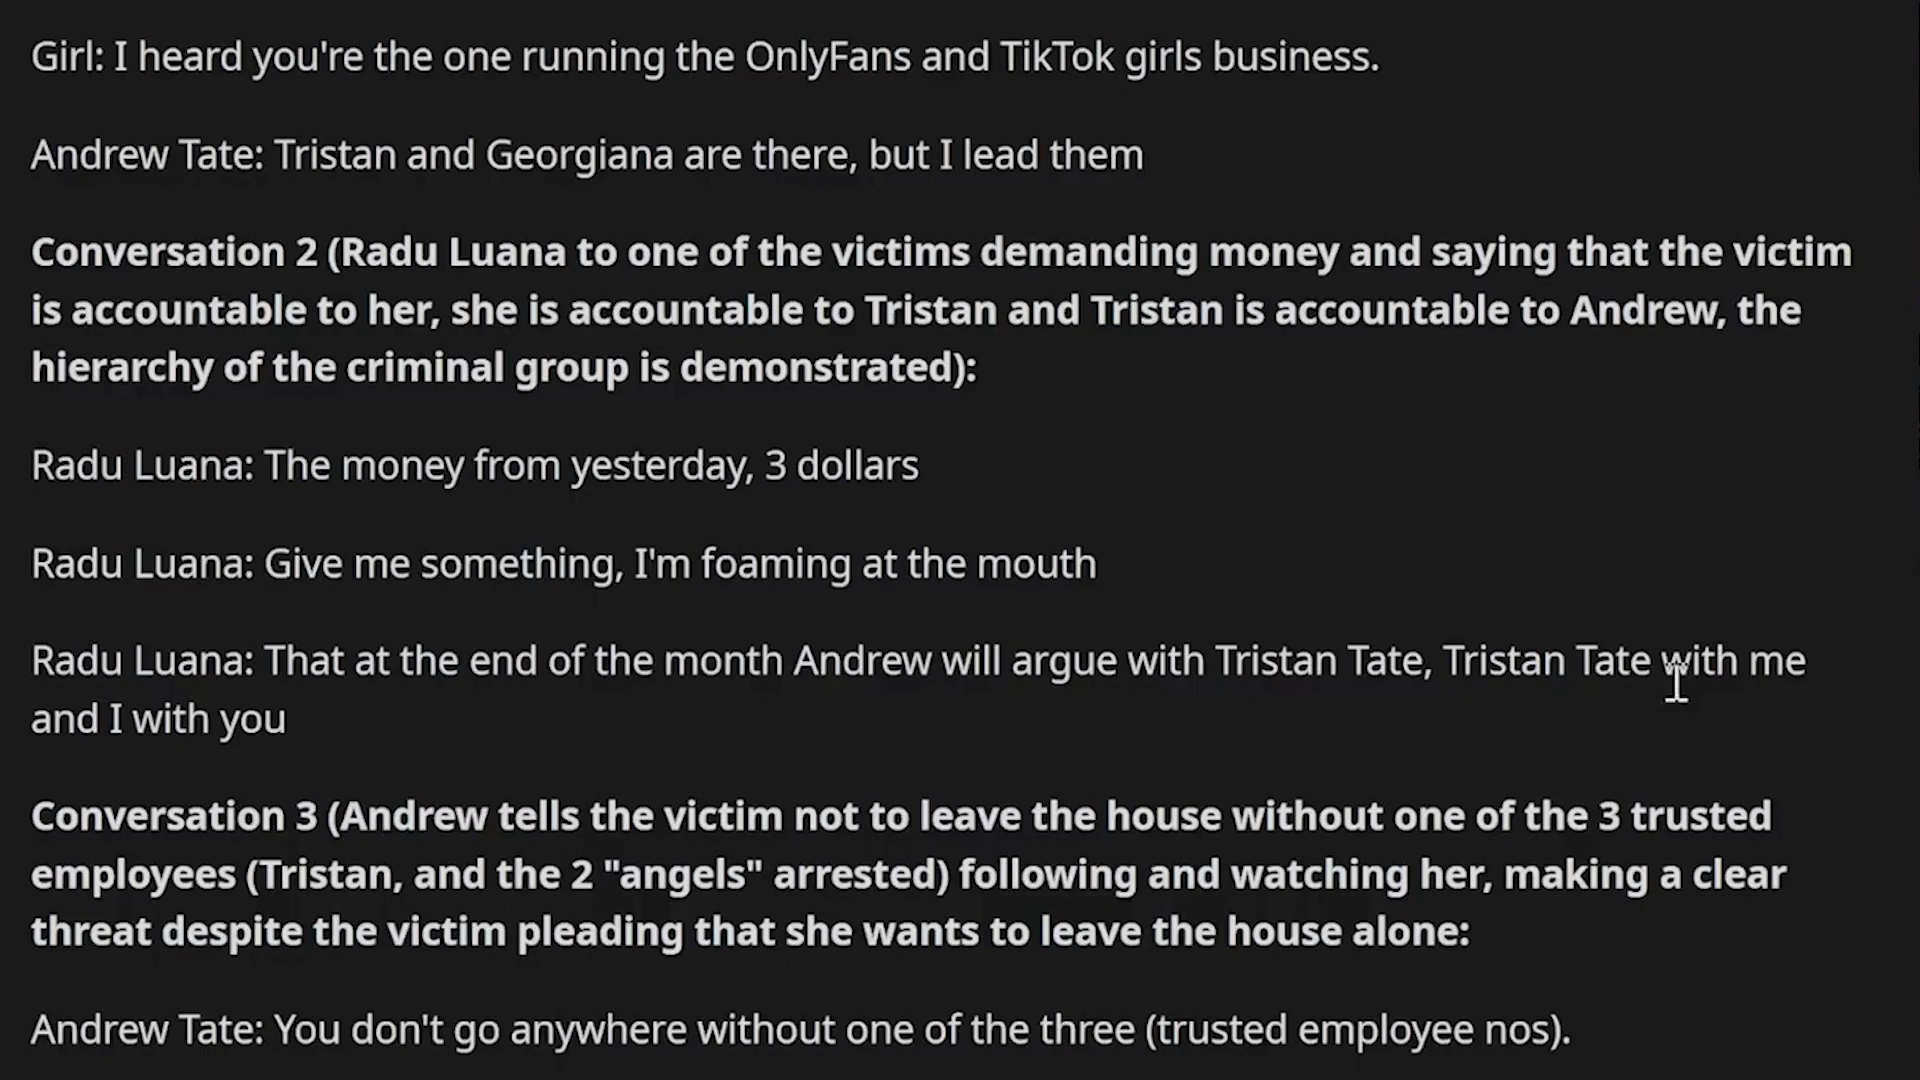 Girl: I heard you're the one running the OnlyFans and TikTok girls business.
Andrew Tate: Tristan and Georgiana are there, but I lead them
Conversation 2 (Radu Luana to one of the victims demanding money and saying that the victim
is accountable to her, she is accountable to Tristan and Tristan is accountable to Andrew, the
hierarchy of the criminal group is demonstrated):
Radu Luana: The money from yesterday, 3 dollars
Radu Luana: Give me something, I'm foaming at the mouth
Radu Luana: That at the end of the month Andrew will argue with Tristan Tate, Tristan Tate with me
and I with you
Conversation 3 (Andrew tells the victim not to leave the house without one of the 3 trusted
employees (Tristan, and the 2 "angels" arrested) following and watching her, making a clear
threat despite the victim pleading that she wants to leave the house alone:
Andrew Tate: You don't go anywhere without one of the three (trusted employee nos).